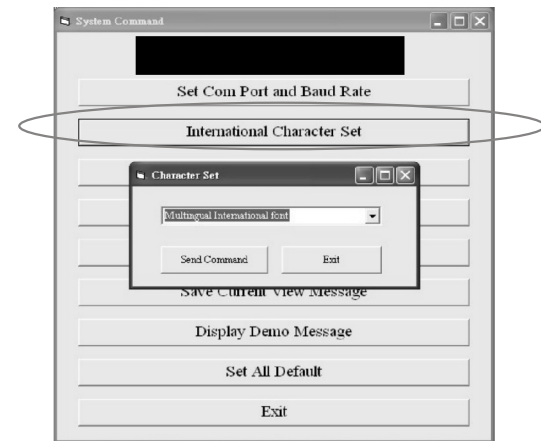 System Command
Set Com Port and Baud Rate
International Character Set
Character Set
Multingual International font
Send Command
Exit
Save Current View Message
Display Demo Message
Set All Default
Exit